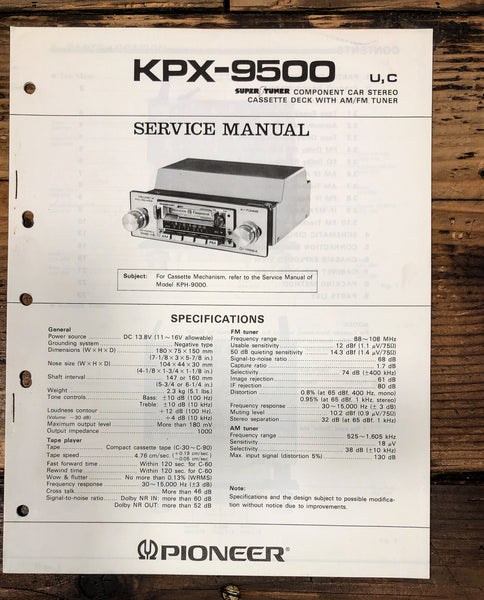 KPX-9500 U,C
SUPER TUNER COMPONENT CAR STEREO
CASSETTE DECK WITH AM/FM TUNER
SERVICE MANUAL
Subject: For Cassette Mechanism, refer to the Service Manual of
Model KPH-9000.
SPECIFICATIONS
General
Power source DC 13.8V (11~16V allowable)
Grounding system Negative type
Dimensions (W × H × D) 180 × 75 × 150 mm
(7-1/8 × 3 × 5-7/8 in.)
Nose size (W × H × D) 104 × 44 × 30 mm
(4-1/8 × 1-3/4 × 1-1/8 in.)
Shaft interval 147 or 160 mm
(5-3/4 or 6-1/4 in.)
Weight 2.3 kg (5.1 lbs.)
Tone controls Bass: ±10 dB (100 Hz)
Treble: ±10 dB (10 kHz)
Loudness contour +12 dB (100 Hz)
(Volume: -30 dB) +4 dB (10 kHz)
Maximum output level More than 180 mV
Output impedance 100Ω
Tape player
Tape Compact cassette tape (C-30~C-90)
Tape speed 4.76 cm/sec. (+0.19 cm/sec. -0.05 cm/sec.)
Fast forward time Within 120 sec. for C-60
Rewind time Within 120 sec. for C-60
Wow & flutter No more than 0.13% (WRMS)
Frequency response 30~15,000 Hz (±3 dB)
Cross talk More than 46 dB
Signal-to-noise ratio Dolby NR IN: more than 60 dB
Dolby NR OUT: more than 52 dB
FM tuner
Frequency range 88~108 MHz
Usable sensitivity 12 dBf (1.1 μV/75Ω)
50 dB quieting sensitivity 14.3 dBf (1.4 μV/75Ω)
Signal-to-noise ratio 68 dB
Capture ratio 1.7 dB
Selectivity 74 dB (±400 kHz)
Image rejection 61 dB
IF rejection 80 dB
Distortion 0.8% (at 65 dBf, 400 Hz, mono)
0.95% (at 65 dBf, 1 kHz, stereo)
Frequency response 30~15,000 Hz (±3 dB)
Muting level 10.2 dBf (0.9 μV/75Ω)
Stereo separation 32 dB (at 65 dBf, 1 kHz)
AM tuner
Frequency range 525~1,605 kHz
Sensitivity 18 μV
Selectivity 38 dB (±10 kHz)
Max. input signal (distortion 5%) 130 dB
Note:
Specifications and the design subject to possible modifica-
tion without notice due to improvements.
PIONEER®